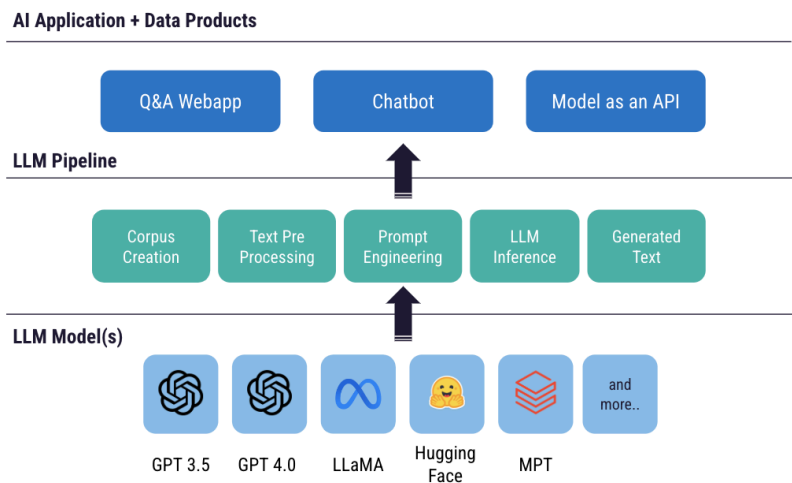 AI Application + Data Products
Q&A Webapp
Chatbot
Model as an API
LLM Pipeline
Corpus
Creation
Text Pre
Processing
Prompt
Engineering
LLM
Inference
Generated
Text
LLM Model(s)
and
more..
GPT 3.5
GPT 4.0
LLaMA
Hugging
Face
MPT